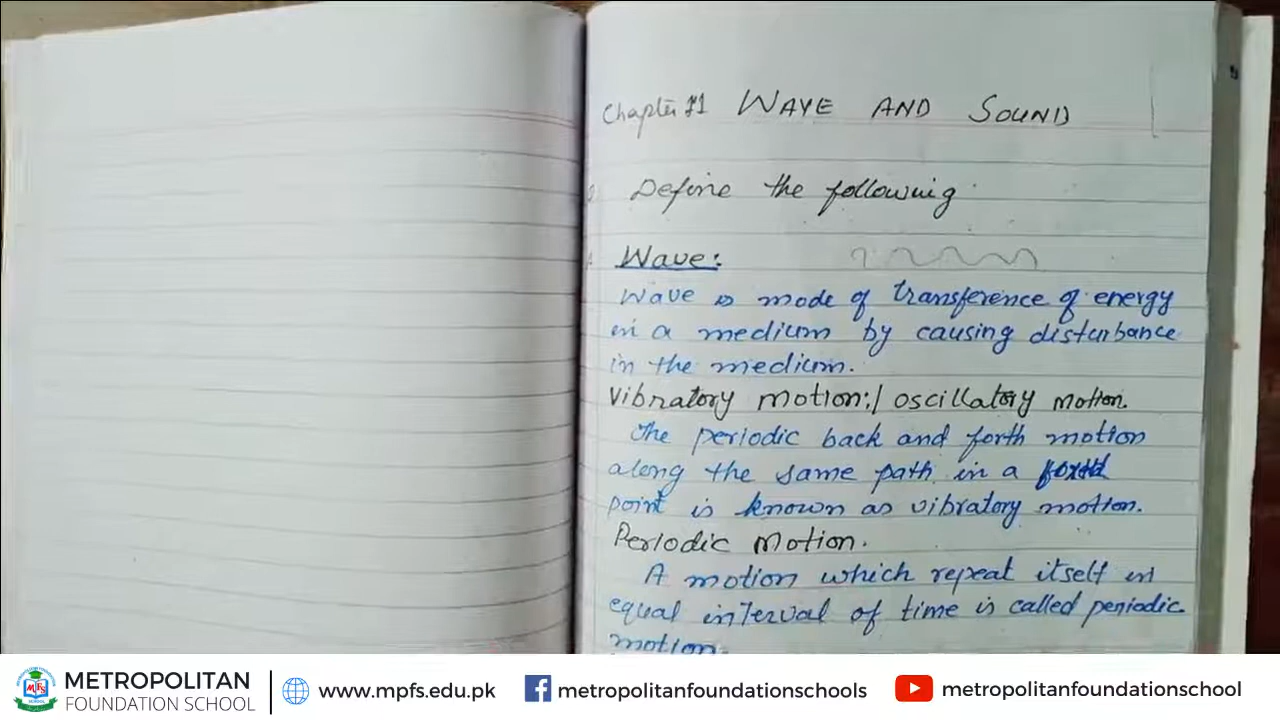 Chapter 11 WAVE AND SOUND
Define the following.
Wave:
Wave is mode of transference of energy
in a medium by causing disturbance
in the medium.
Vibratory motion:/ oscillatory motion.
The periodic back and forth motion
along the same path in a
point is known as vibratory motion.
Periodic Motion.
A motion which repeat itself in
equal interval of time is called periodic
motion.
METROPOLITAN
FOUNDATION SCHOOL
www.mpfs.edu.pk
metropolitanfoundationschools
metropolitanfoundationschool